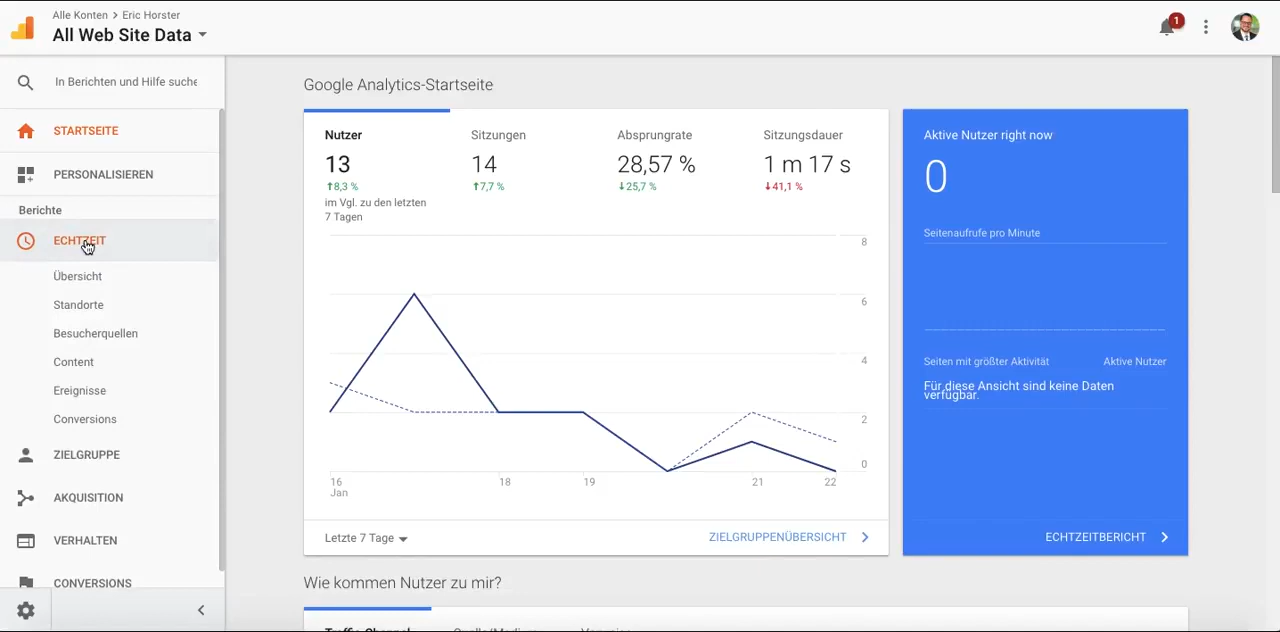 Alle Konten > Eric Horster
All Web Site Data
1
In Berichten und Hilfe suche
STARTSEITE
PERSONALISIEREN
Berichte
ECHTZEIT
Übersicht
Standorte
Besucherquellen
Content
Ereignisse
Conversions
ZIELGRUPPE
AKQUISITION
VERHALTEN
CONVERSIONS
Google Analytics-Startseite
Nutzer
13
8,3 %
im Vgl. zu den letzten
7 Tagen
Sitzungen
14
7,7 %
Absprungrate
28,57 %
25,7 %
Sitzungsdauer
1 m 17 s
41,1 %
8
6
4
2
0
16
Jan
18
19
21
22
Letzte 7 Tage
ZIELGRUPPENÜBERSICHT
Aktive Nutzer right now
0
Seitenaufrufe pro Minute
Seiten mit größter Aktivität Aktive Nutzer
Für diese Ansicht sind keine Daten
verfügbar.
ECHTZEITBERICHT
Wie kommen Nutzer zu mir?
Traffic-Channel
Quelle/Medium